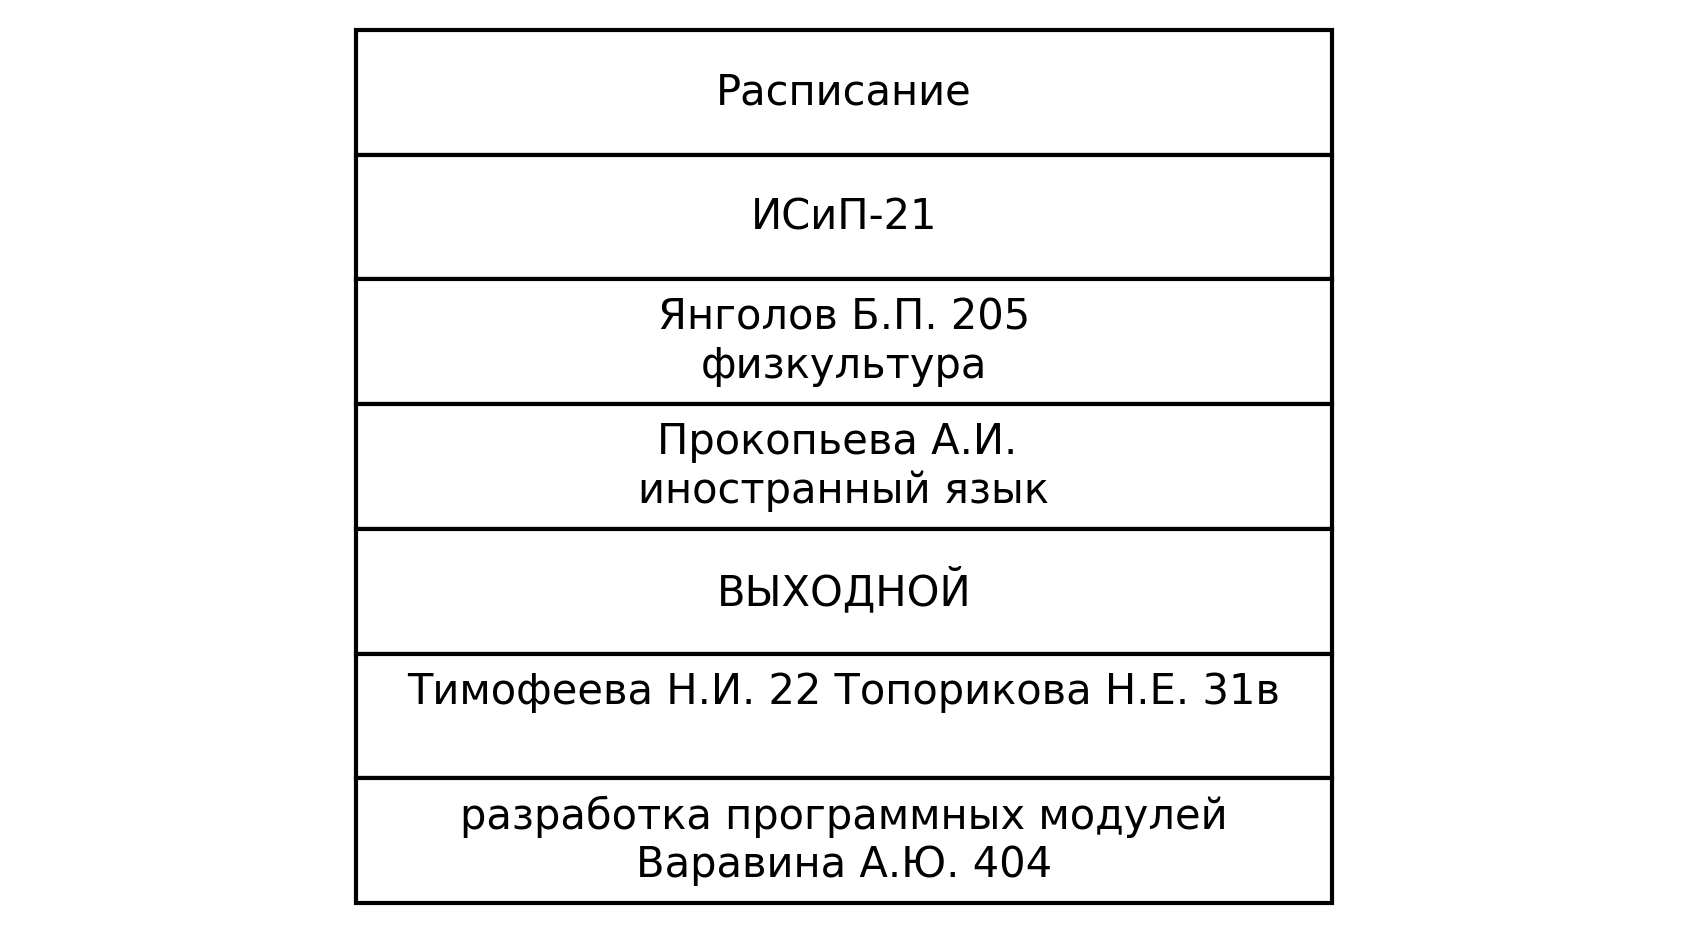 Расписание
ИСиП-21
Янголов Б.П. 205
физкультура
Прокопьева А.И.
иностранный язык
ВЫХОДНОЙ
Тимофеева Н.И. 22 Топорикова Н.Е. 31в
разработка программных модулей
Варавина А.Ю. 404